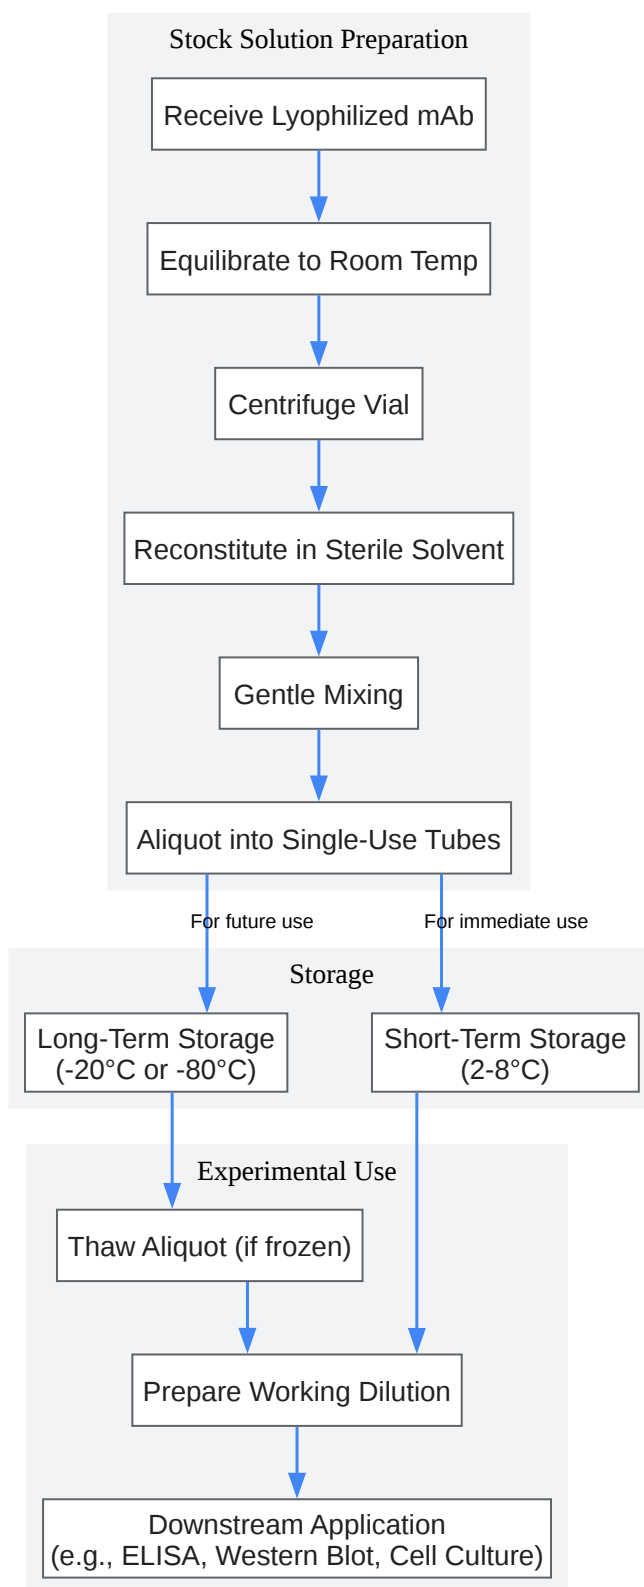 Stock Solution Preparation
Receive Lyophilized mAb
Equilibrate to Room Temp
Centrifuge Vial
Reconstitute in Sterile Solvent
Gentle Mixing
Aliquot into Single-Use Tubes
For future use
For immediate use
Storage
Long-Term Storage
(-20°C or -80°C)
Short-Term Storage
(2-8°C)
Experimental Use
Thaw Aliquot (if frozen)
Prepare Working Dilution
Downstream Application
(e.g., ELISA, Western Blot, Cell Culture)